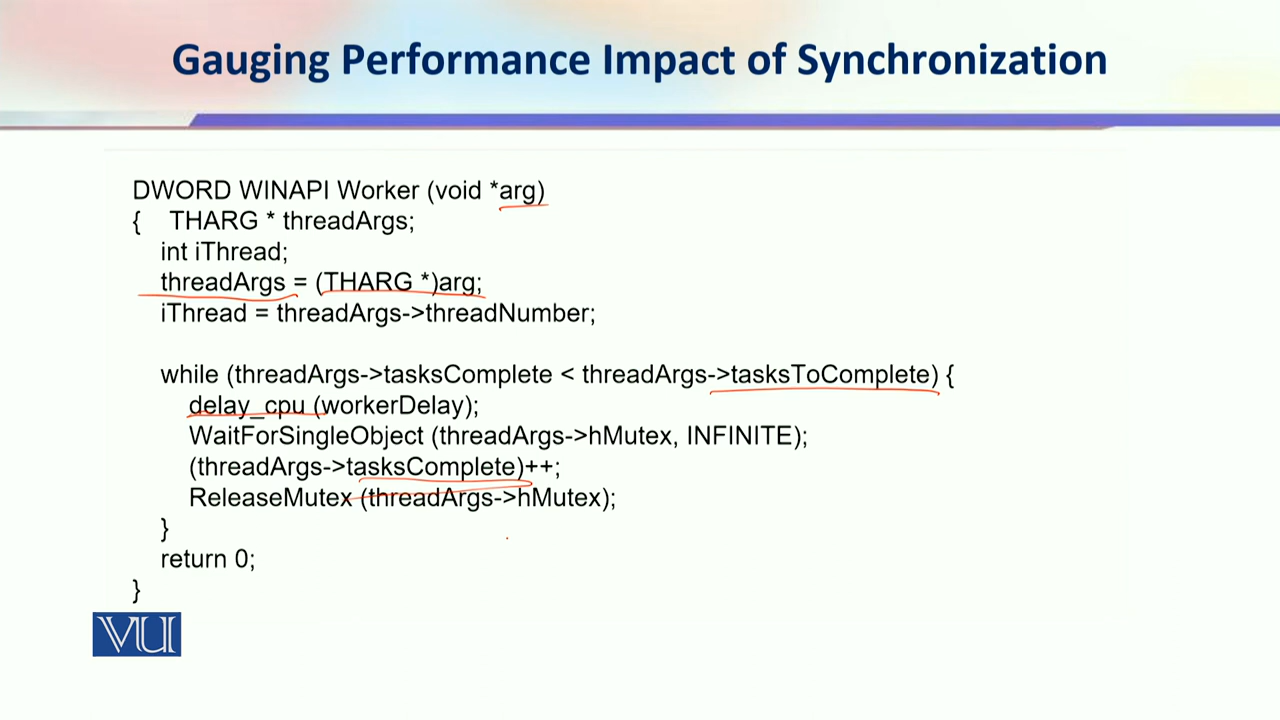 Gauging Performance Impact of Synchronization
DWORD WINAPI Worker (void *arg)
{ THARG * threadArgs;
int iThread;
threadArgs = (THARG *)arg;
iThread = threadArgs->threadNumber;
while (threadArgs->tasksComplete < threadArgs->tasksToComplete) {
delay_cpu (workerDelay);
WaitForSingleObject (threadArgs->hMutex, INFINITE);
(threadArgs->tasksComplete)++;
ReleaseMutex (threadArgs->hMutex);
}
return 0;
}
VU